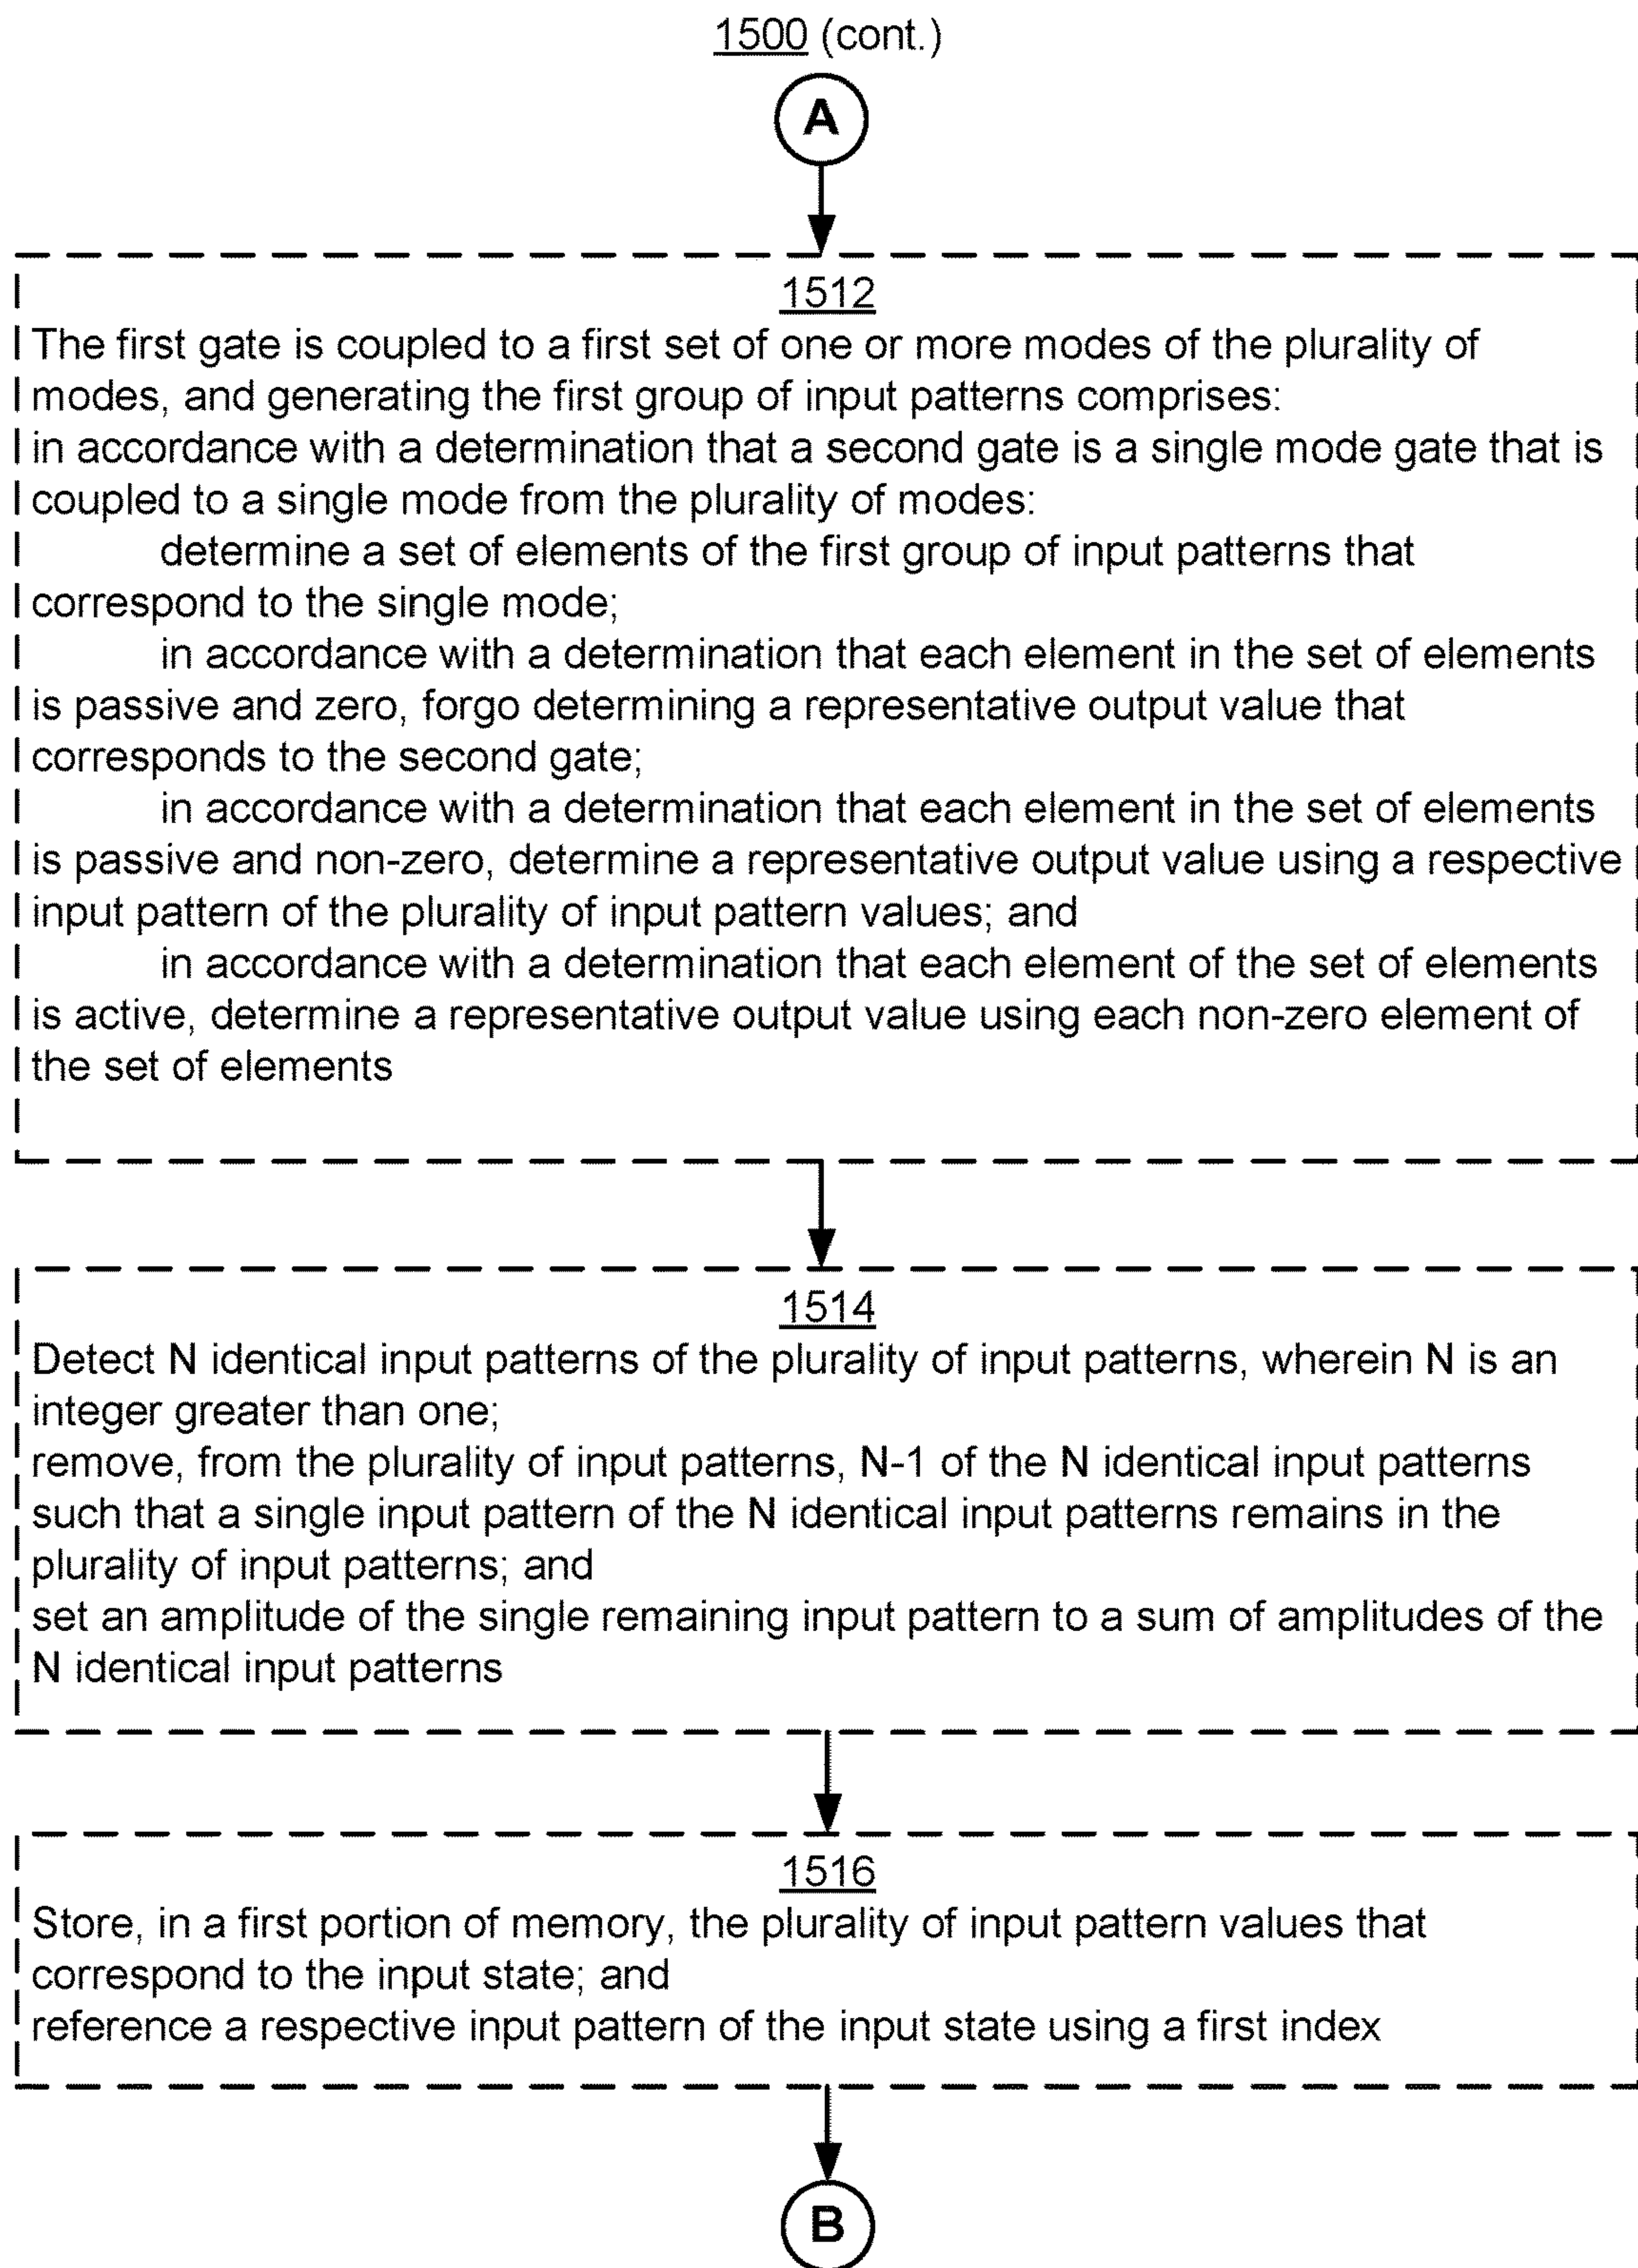 1500 (cont.)
A
1512
The first gate is coupled to a first set of one or more modes of the plurality of
modes, and generating the first group of input patterns comprises:
in accordance with a determination that a second gate is a single mode gate that is
coupled to a single mode from the plurality of modes:
determine a set of elements of the first group of input patterns that
correspond to the single mode;
in accordance with a determination that each element in the set of elements
is passive and zero, forgo determining a representative output value that
corresponds to the second gate;
in accordance with a determination that each element in the set of elements
is passive and non-zero, determine a representative output value using a respective
input pattern of the plurality of input pattern values; and
in accordance with a determination that each element of the set of elements
is active, determine a representative output value using each non-zero element of
the set of elements
1514
Detect N identical input patterns of the plurality of input patterns, wherein N is an
integer greater than one;
remove, from the plurality of input patterns, N-1 of the N identical input patterns
such that a single input pattern of the N identical input patterns remains in the
plurality of input patterns; and
set an amplitude of the single remaining input pattern to a sum of amplitudes of the
N identical input patterns
1516
Store, in a first portion of memory, the plurality of input pattern values that
correspond to the input state; and
reference a respective input pattern of the input state using a first index
B